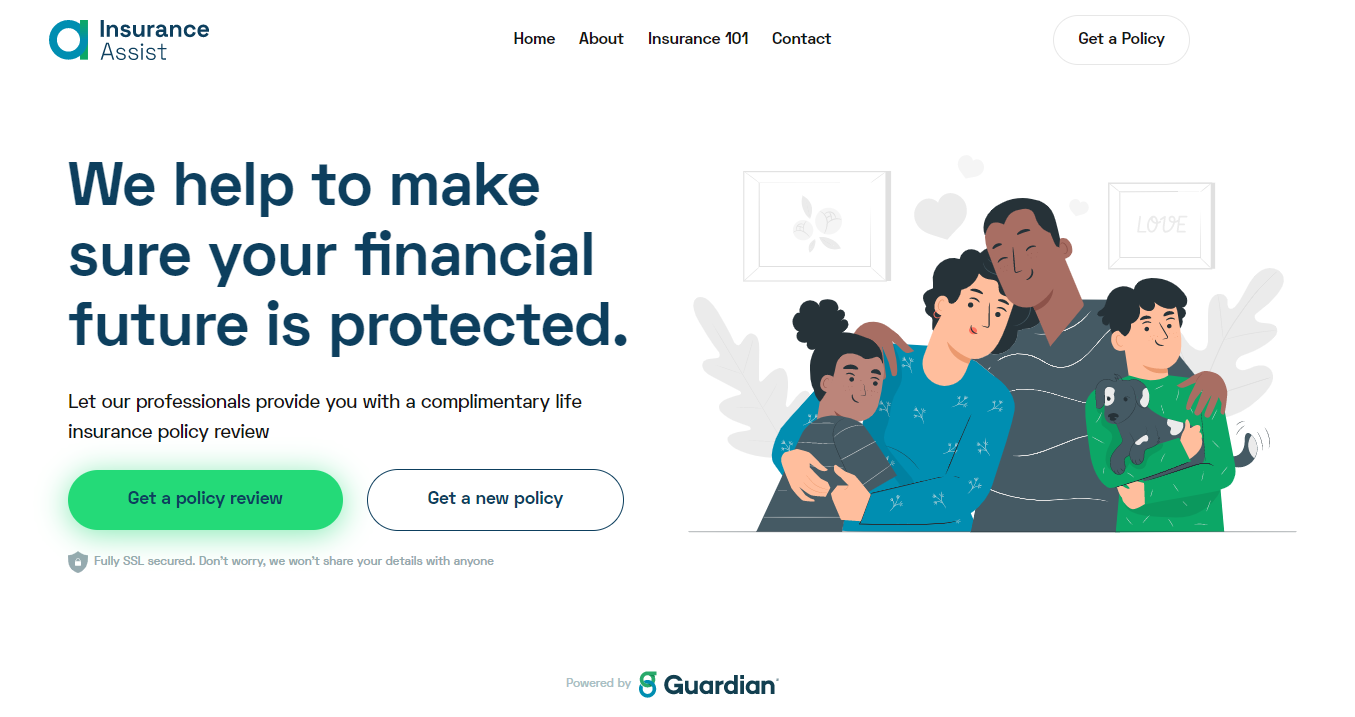 Insurance
Assist
Home About Insurance 101 Contact
Get a Policy
We help to make
sure your financial
future is protected.
LOVE
Let our professionals provide you with a complimentary life
insurance policy review
Get a policy review
Get a new policy
Fully SSL secured. Don't worry, we won't share your details with anyone
Powered by Guardian